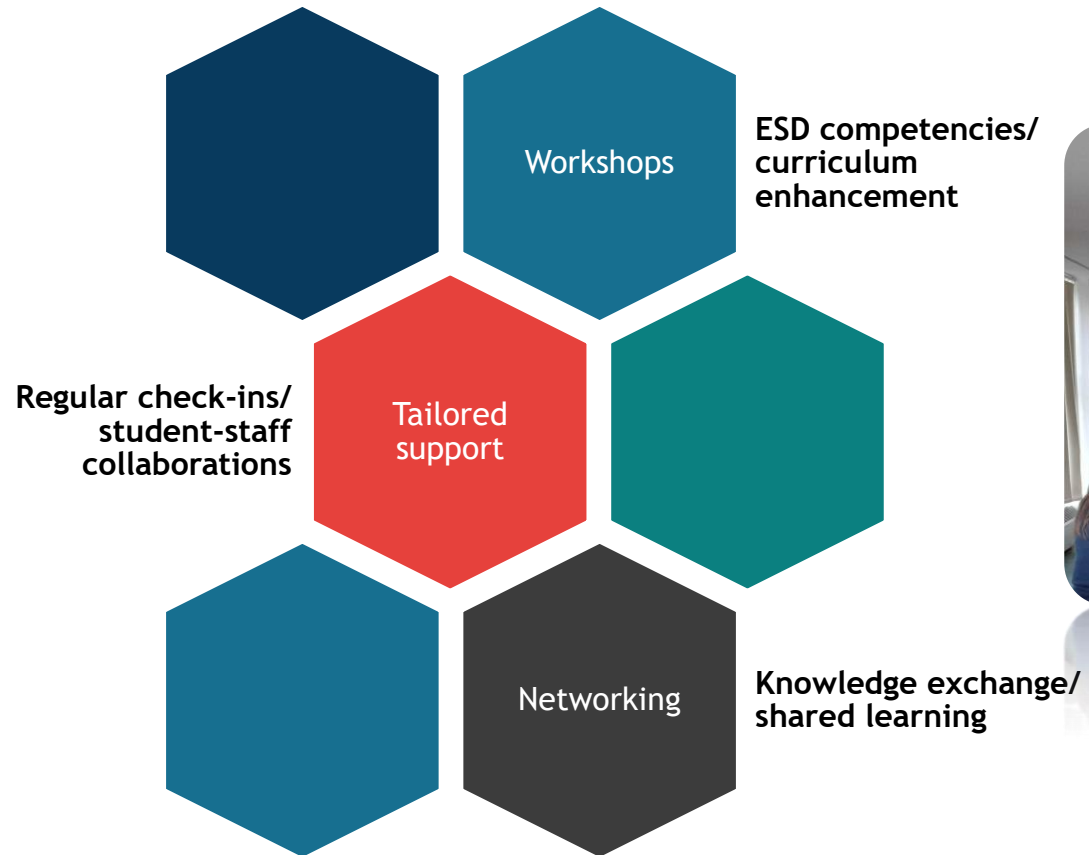 Workshops
ESD competencies/
curriculum
enhancement
Regular check-ins/
student-staff
collaborations
Tailored
support
Networking
Knowledge exchange/
shared learning